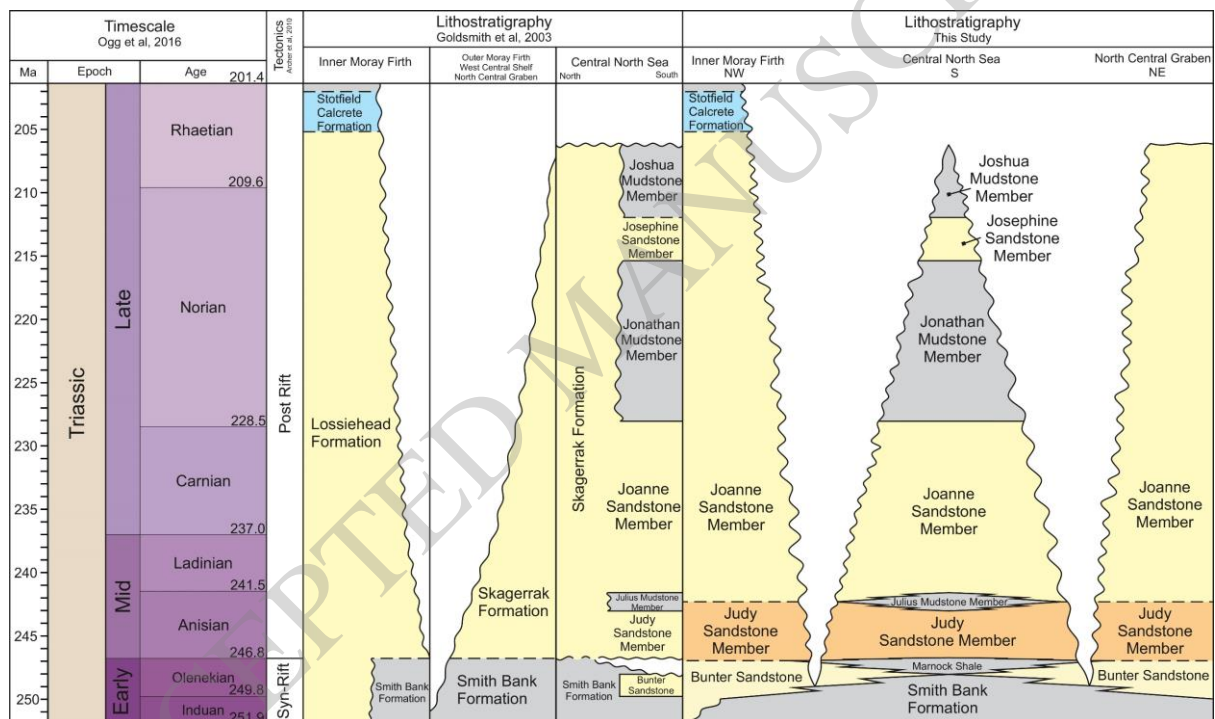 Timescale
Ogg et al, 2016
Tectonics
Archer et al, 2010
Lithostratigraphy
Goldsmith et al, 2003
Lithostratigraphy
This Study
Ma
Epoch
Age
201.4
Inner Moray Firth
Outer Moray Firth
West Central Shelf
North Central Graben
Central North Sea
North
South
Inner Moray Firth
NW
Central North Sea
S
North Central Graben
NE
205
210
215
220
225
230
235
240
245
250
Triassic
Late
Mid
Early
Rhaetian
209.6
Norian
228.5
Carnian
237.0
Ladinian
241.5
Anisian
246.8
Olenekian
249.8
Induan
251.9
Post Rift
Syn-Rift
Stotfield
Calcrete
Formation
Lossiehead
Formation
Smith Bank
Formation
Skagerrak
Formation
Smith Bank
Formation
Skagerrak Formation
Joshua
Mudstone
Member
Josephine
Sandstone
Member
Jonathan
Mudstone
Member
Joanne
Sandstone
Member
Julius Mudstone
Member
Judy
Sandstone
Member
Smith Bank
Formation
Bunter
Sandstone
Stotfield
Calcrete
Formation
Joanne
Sandstone
Member
Judy
Sandstone
Member
Bunter Sandstone
Joshua
Mudstone
Member
Josephine
Sandstone
Member
Jonathan
Mudstone
Member
Joanne
Sandstone
Member
Julius Mudstone Member
Judy
Sandstone Member
Marnock Shale
Smith Bank
Formation
Joanne
Sandstone
Member
Judy
Sandstone
Member
Bunter Sandstone
CEPTED MANUSC